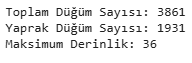 Toplam Düğüm Sayısı: 3861
Yaprak Düğüm Sayısı: 1931
Maksimum Derinlik: 36